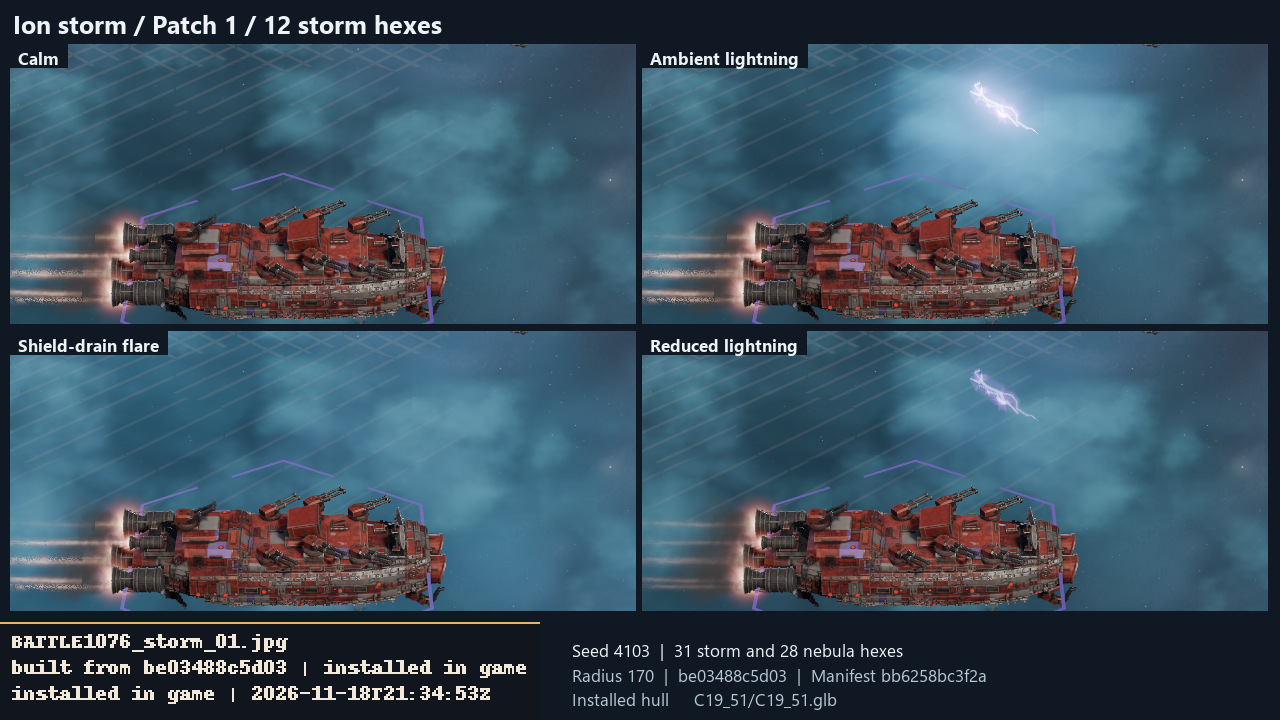 Ion storm / Patch 1 / 12 storm hexes
Calm
Ambient lightning
Shield-drain flare
Reduced lightning
BATTLE1076_storm_01.jpg
built from be03488c5d03 | installed in game
installed in game | 2026-11-18T21:34:53Z
Seed 4103 | 31 storm and 28 nebula hexes
Radius 170 | be03488c5d03 | Manifest bb6258bc3f2a
Installed hull C19_51/C19_51.glb